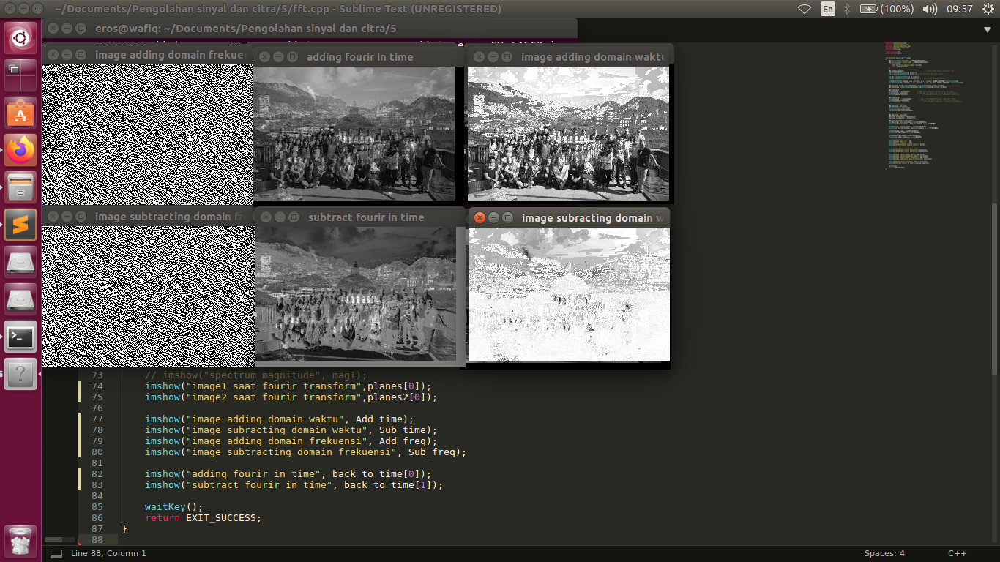 ~/Documents/Pengolahan sinyal dan citra/5/fft.cpp - Sublime Text (UNREGISTERED)
En
(100%)
09:57
eros@wafiq: ~/Documents/Pengolahan sinyal dan citra/5
image adding domain frekuer
adding fourir in time
image adding domain waktu
image subtracting domain fr
subtract fourir in time
image subracting domain w
73 // imshow("spectrum magnitude", magI);
74 imshow("image1 saat fourir transform",planes[0]);
75 imshow("image2 saat fourir transform",planes2[0]);
76
77 imshow("image adding domain waktu", Add_time);
78 imshow("image subracting domain waktu", Sub_time);
79 imshow("image adding domain frekuensi", Add_freq);
80 imshow("image subtracting domain frekuensi", Sub_freq);
81
82 imshow("adding fourir in time", back_to_time[0]);
83 imshow("subtract fourir in time", back_to_time[1]);
84
85 waitKey();
86 return EXIT_SUCCESS;
87 }
88
Line 88, Column 1
Spaces: 4
C++